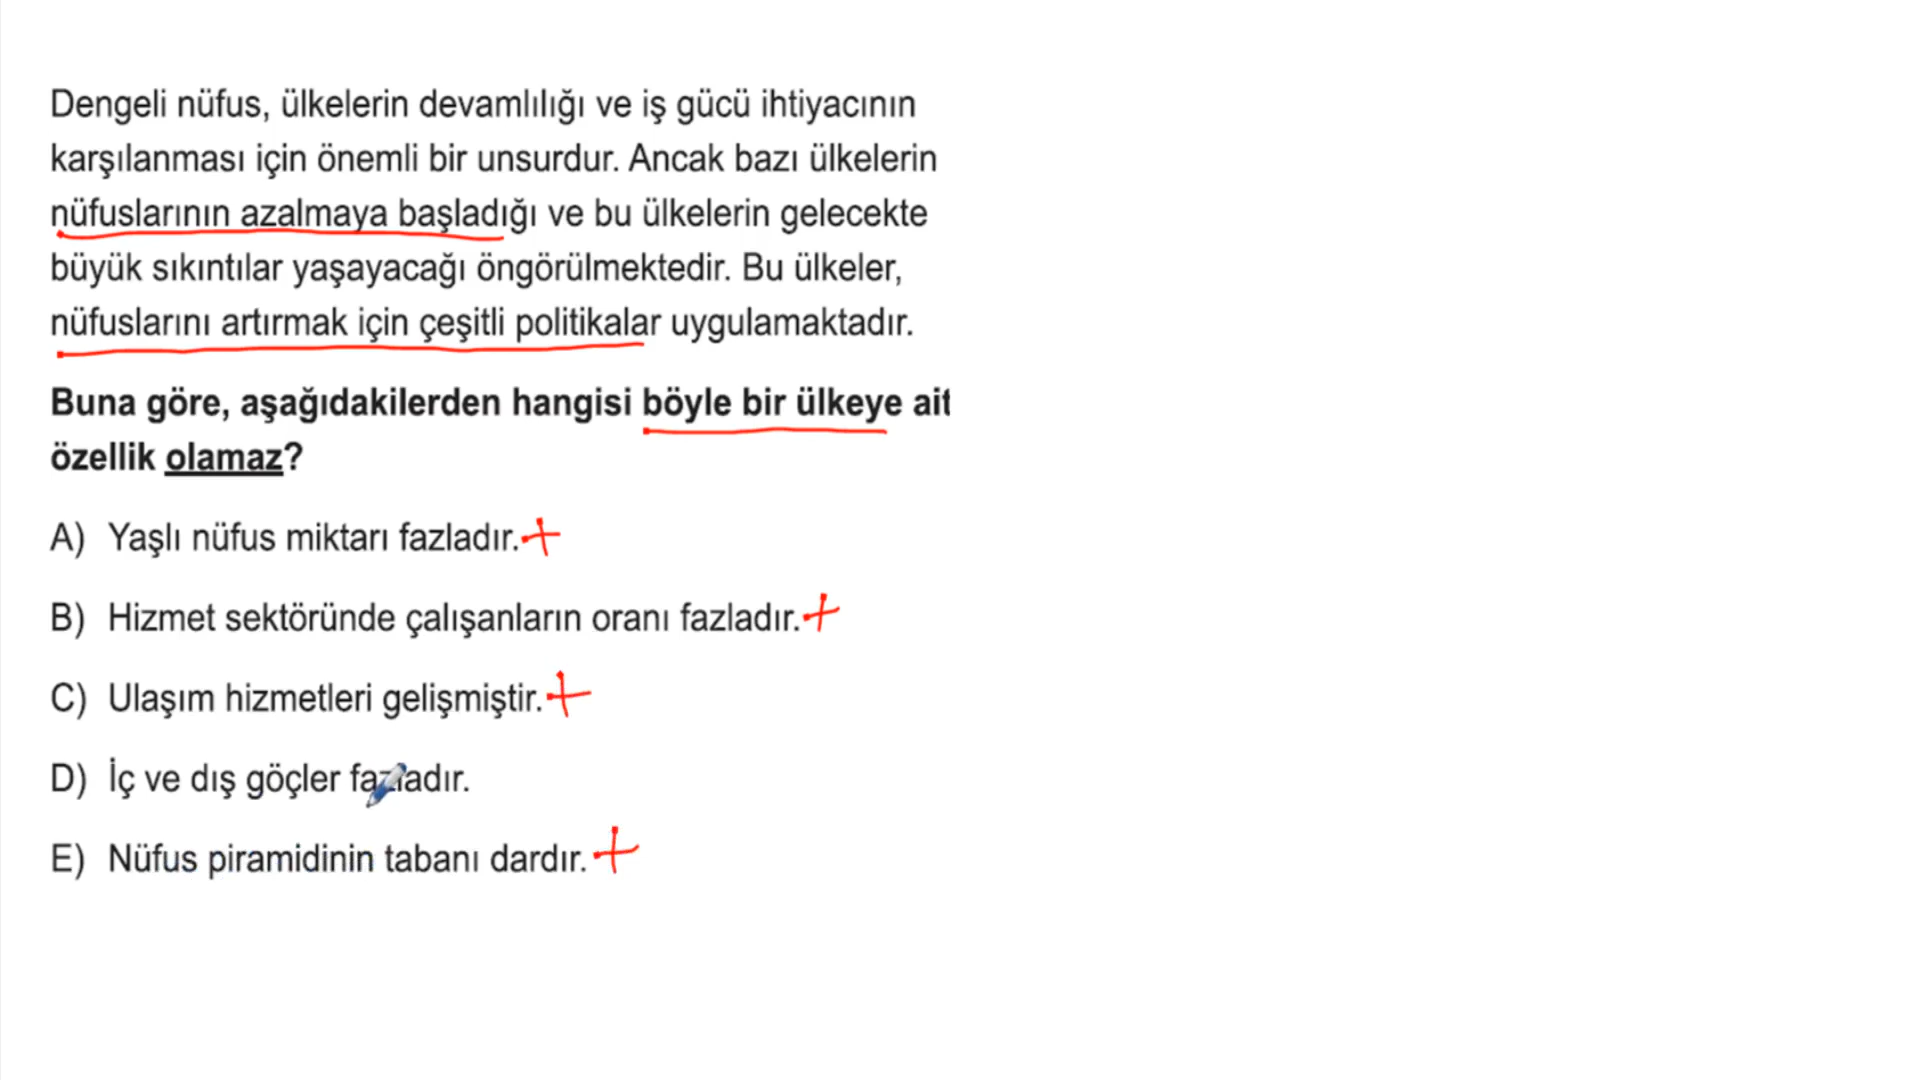 Dengeli nüfus, ülkelerin devamlılığı ve iş gücü ihtiyacının
karşılanması için önemli bir unsurdur. Ancak bazı ülkelerin
nüfuslarının azalmaya başladığı ve bu ülkelerin gelecekte
büyük sıkıntılar yaşayacağı öngörülmektedir. Bu ülkeler,
nüfuslarını artırmak için çeşitli politikalar uygulamaktadır.
Buna göre, aşağıdakilerden hangisi böyle bir ülkeye ait
özellik olamaz?
A) Yaşlı nüfus miktarı fazladır. +
B) Hizmet sektöründe çalışanların oranı fazladır. +
C) Ulaşım hizmetleri gelişmiştir. +
D) İç ve dış göçler fazladır.
E) Nüfus piramidinin tabanı dardır. +